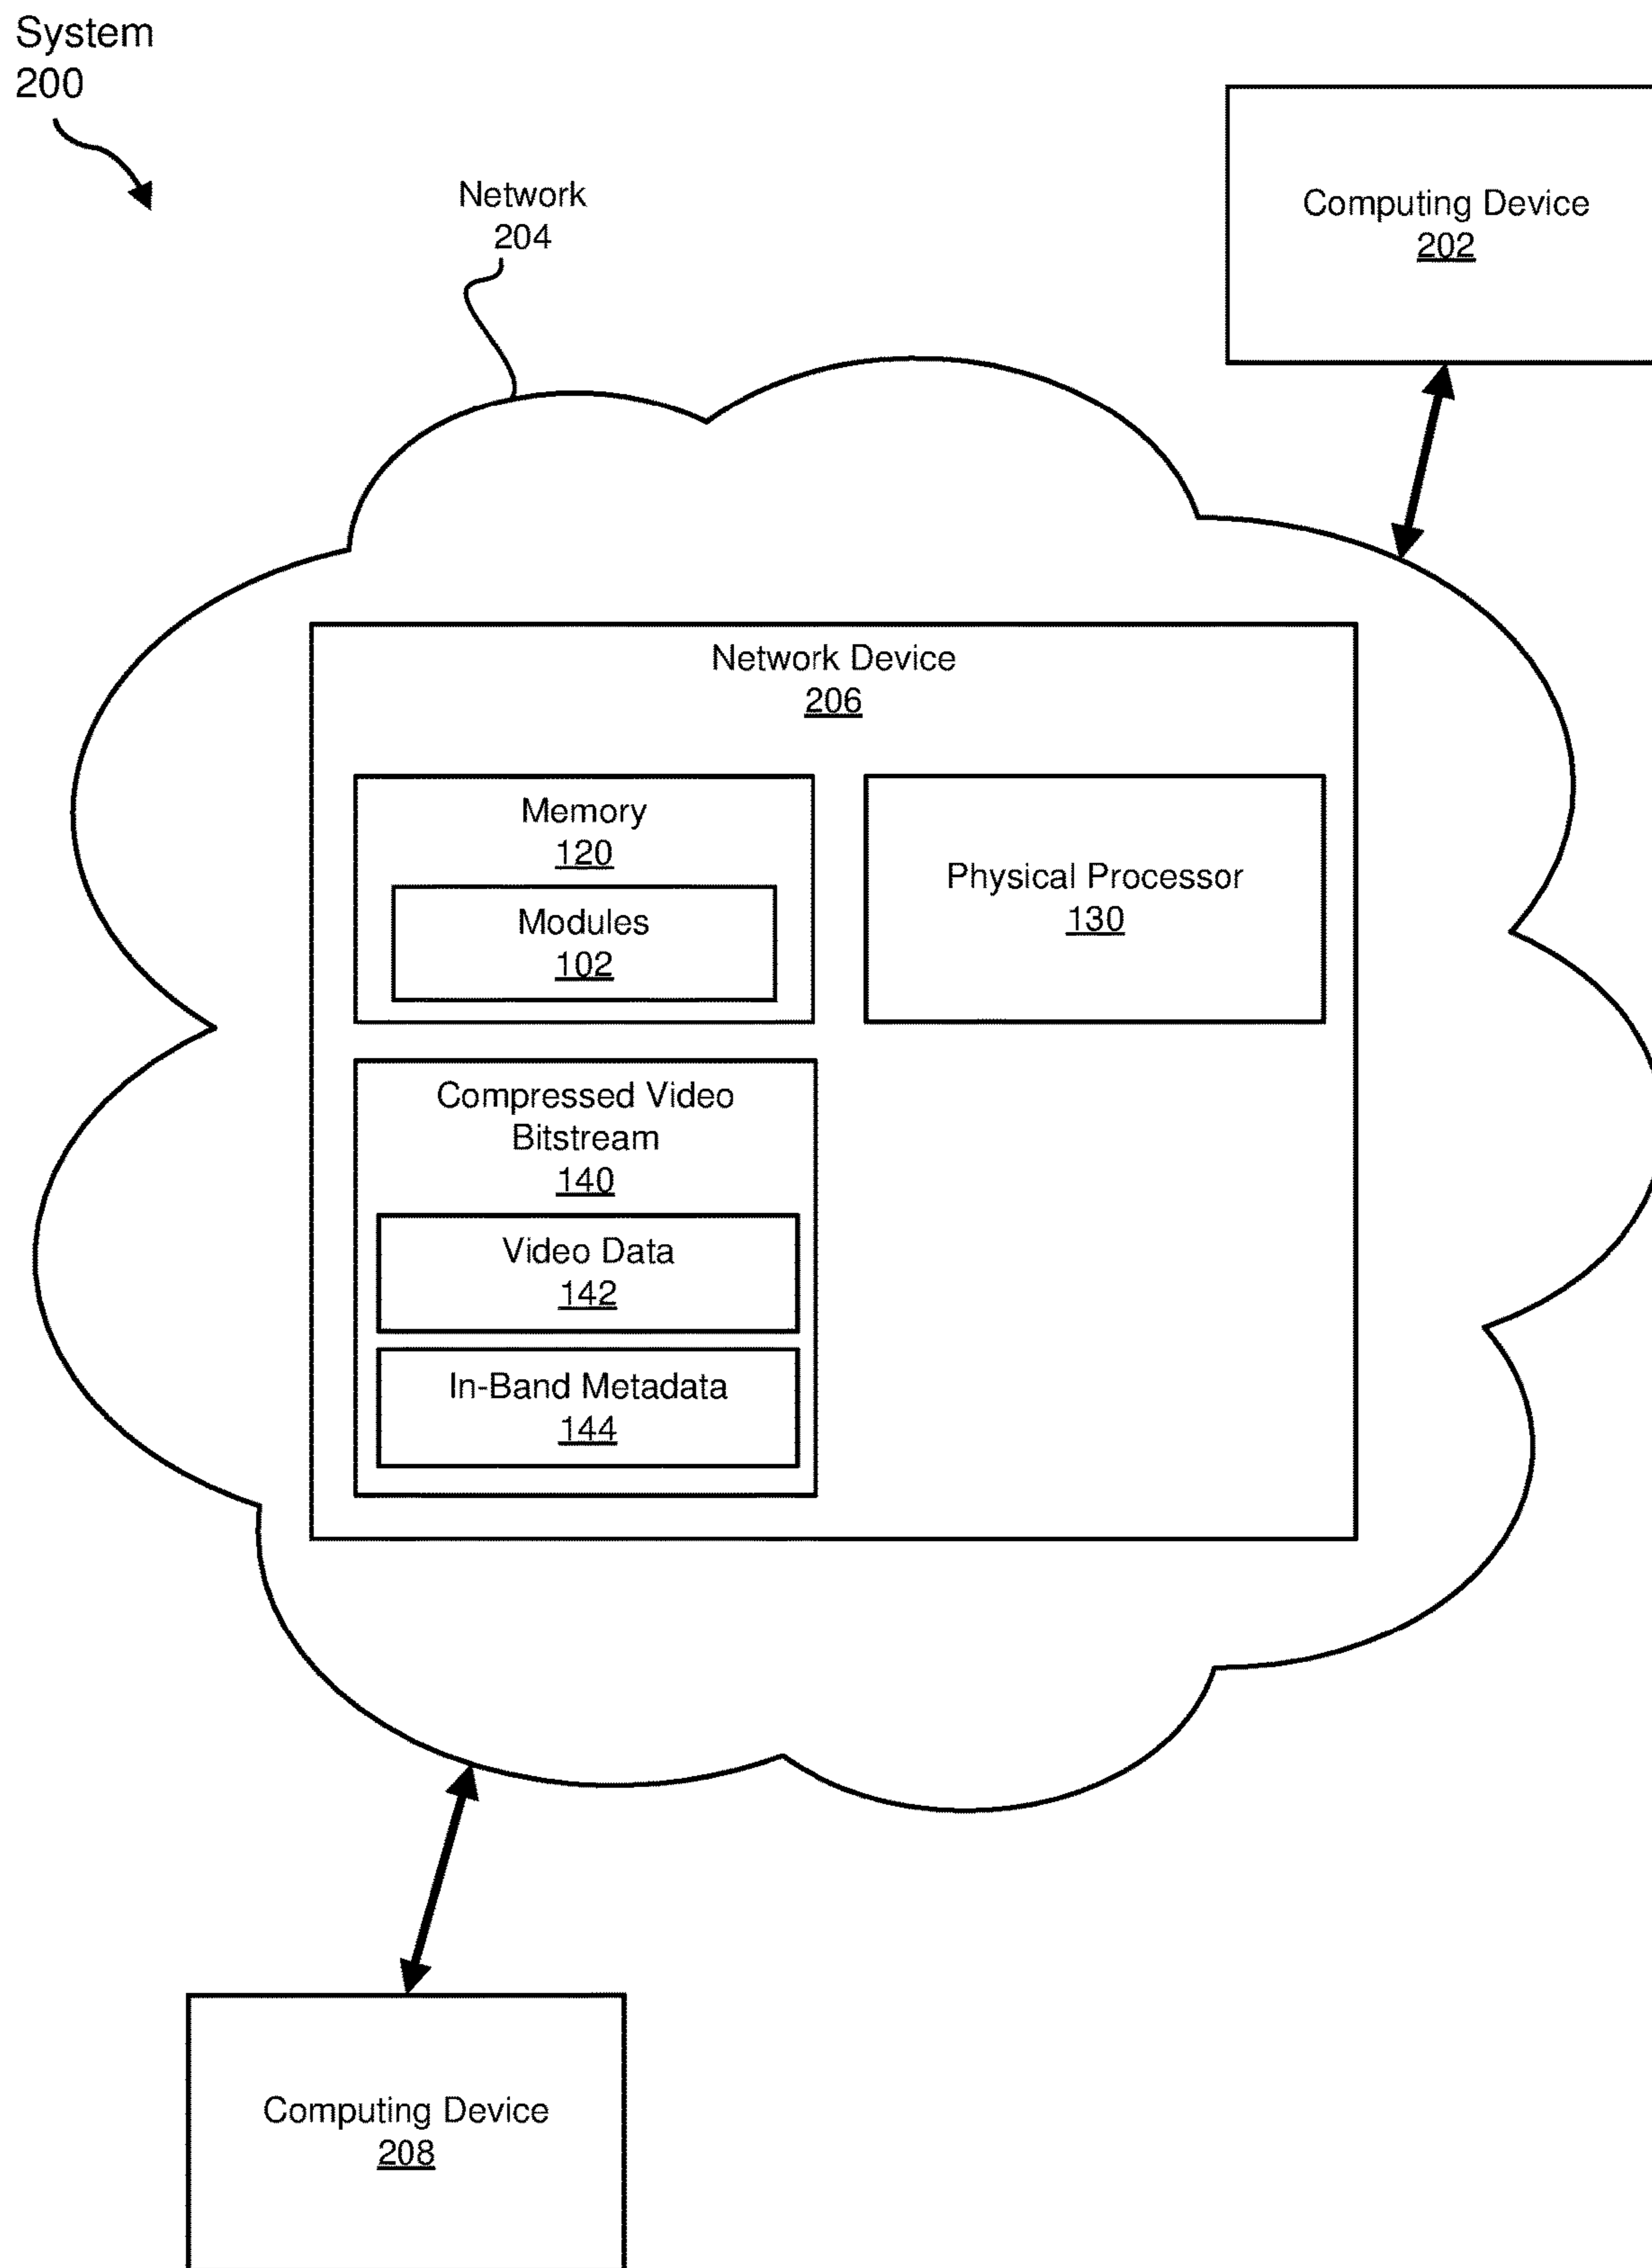 System
200
Network
204
Computing Device
202
Network Device
206
Memory
120
Modules
102
Physical Processor
130
Compressed Video
Bitstream
140
Video Data
142
In-Band Metadata
144
Computing Device
208